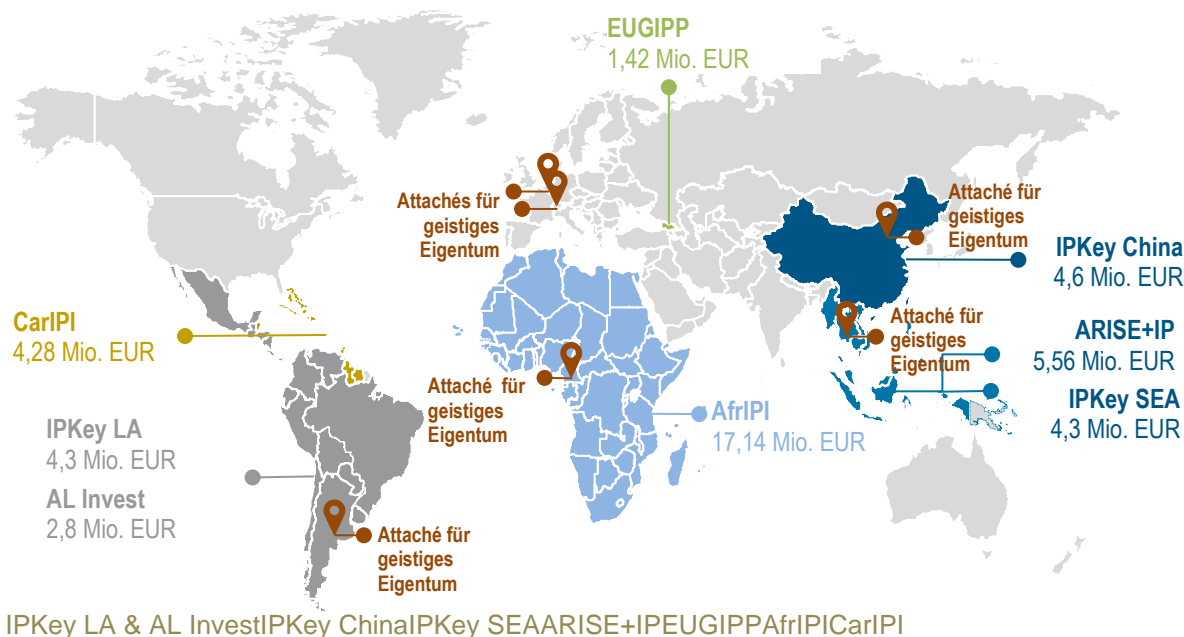 EUGIPP
1,42 Mio. EUR
Attachés für
geistiges
Eigentum
Attaché für
geistiges
Eigentum
IPKey China
4,6 Mio. EUR
CarIPI
4,28 Mio. EUR
Attaché für
geistiges
Eigentum
ARISE+IP
5,56 Mio. EUR
IPKey SEA
4,3 Mio. EUR
Attaché für
geistiges
Eigentum
AfrIPI
17,14 Mio. EUR
IPKey LA
4,3 Mio. EUR
AL Invest
2,8 Mio. EUR
Attaché für
geistiges
Eigentum
IPKey LA & AL InvestIPKey ChinaIPKey SEAARISE+IPEUGIPPAfrIPICarIPI